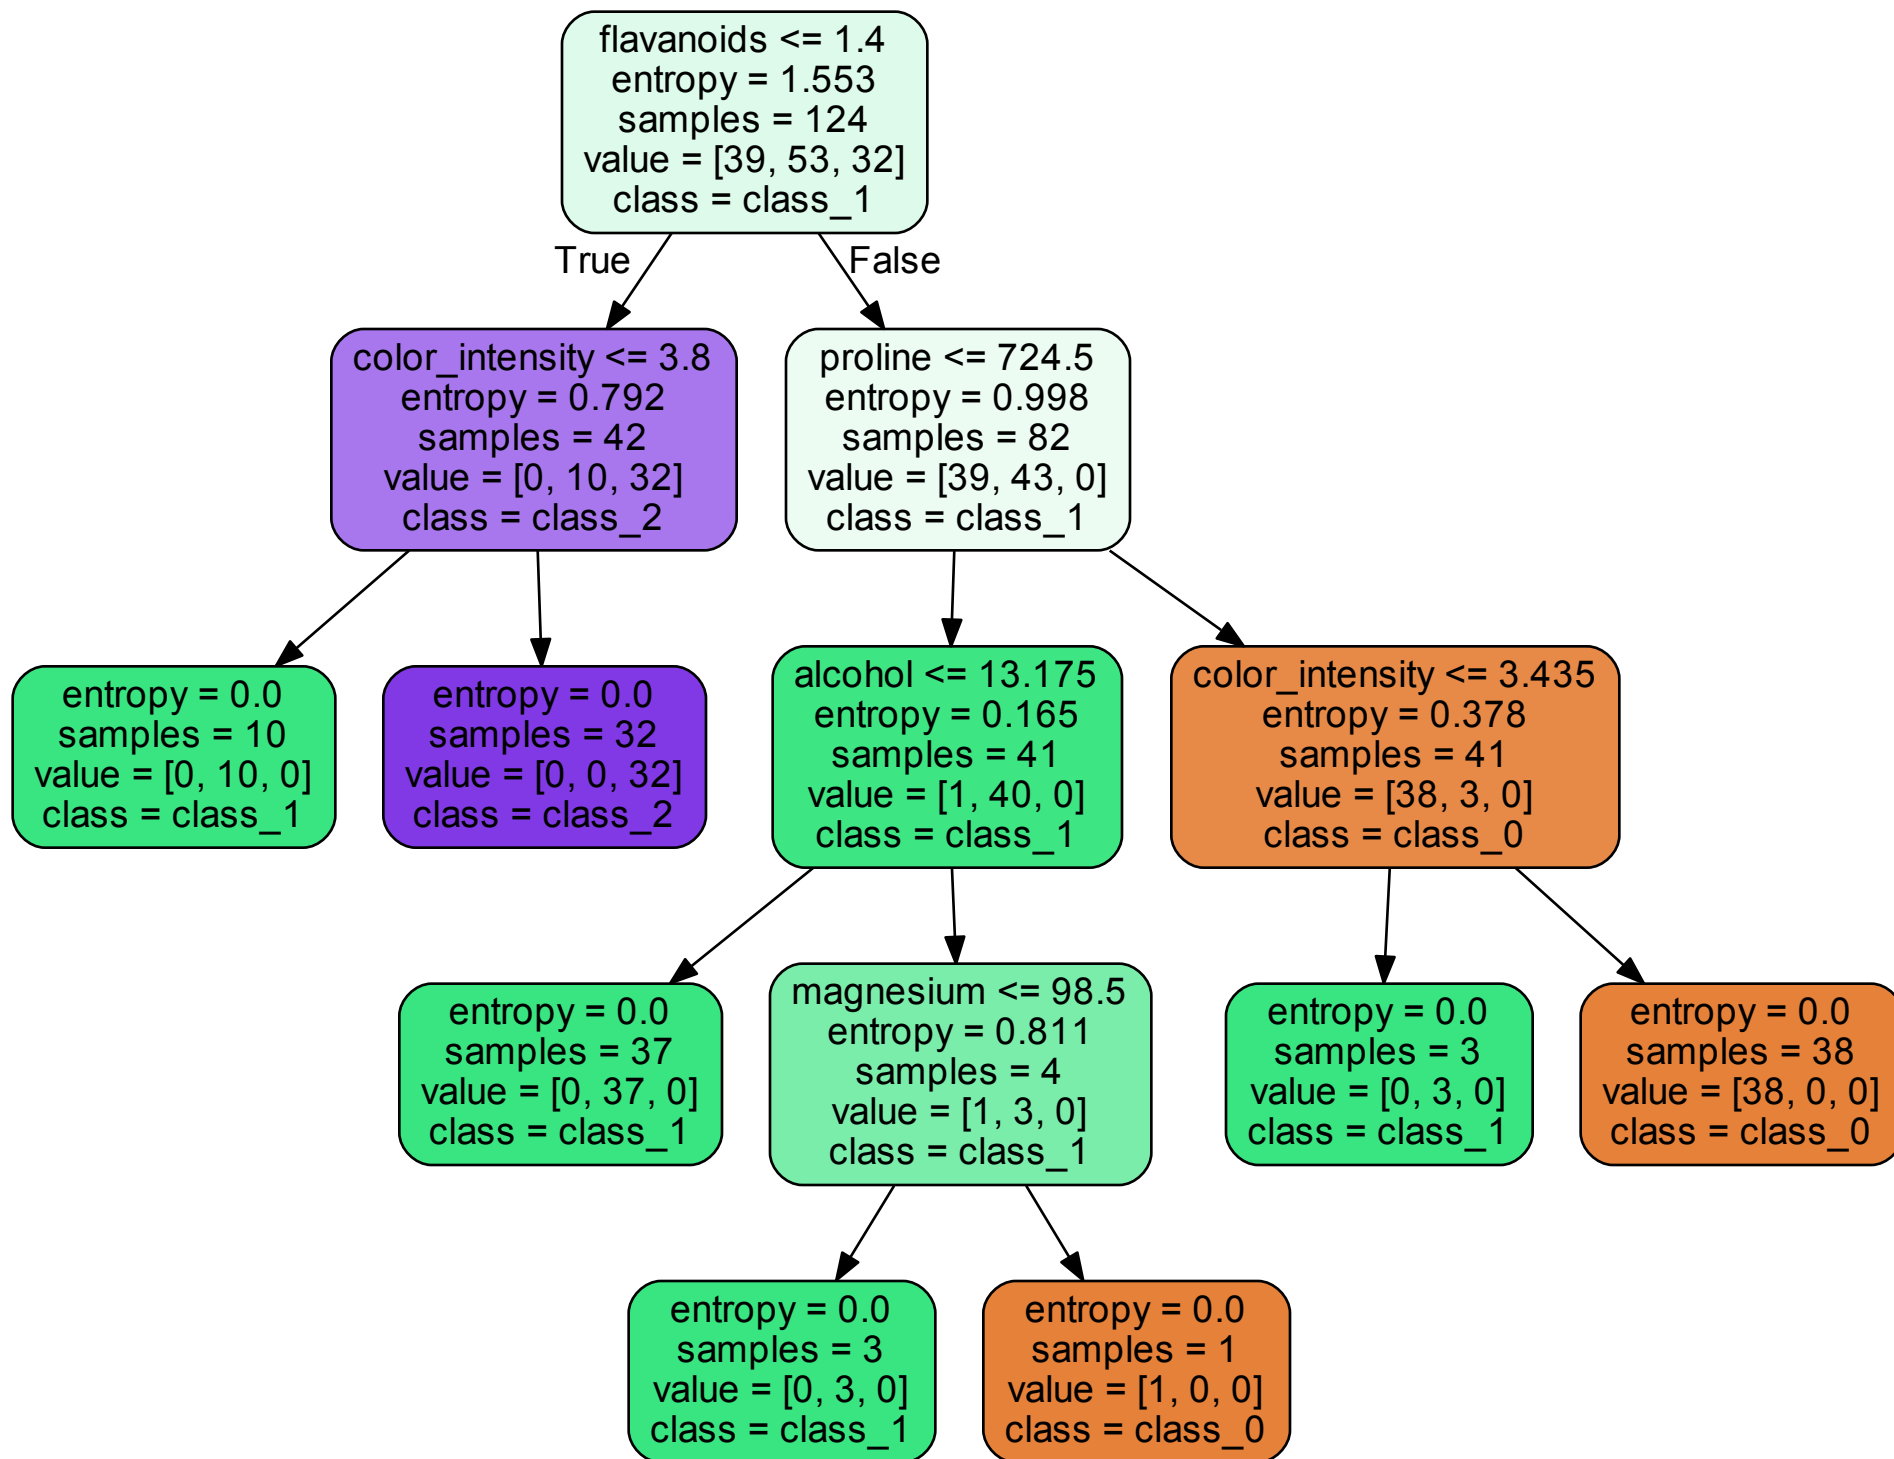 flavanoids <= 1.4
entropy = 1.553
samples = 124
value = [39, 53, 32]
class = class_1
True
False
color_intensity <= 3.8
entropy = 0.792
samples = 42
value = [0, 10, 32]
class = class_2
proline <= 724.5
entropy = 0.998
samples = 82
value = [39, 43, 0]
class = class_1
entropy = 0.0
samples = 10
value = [0, 10, 0]
class = class_1
entropy = 0.0
samples = 32
value = [0, 0, 32]
class = class_2
alcohol <= 13.175
entropy = 0.165
samples = 41
value = [1, 40, 0]
class = class_1
color_intensity <= 3.435
entropy = 0.378
samples = 41
value = [38, 3, 0]
class = class_0
entropy = 0.0
samples = 37
value = [0, 37, 0]
class = class_1
magnesium <= 98.5
entropy = 0.811
samples = 4
value = [1, 3, 0]
class = class_1
entropy = 0.0
samples = 3
value = [0, 3, 0]
class = class_1
entropy = 0.0
samples = 38
value = [38, 0, 0]
class = class_0
entropy = 0.0
samples = 3
value = [0, 3, 0]
class = class_1
entropy = 0.0
samples = 1
value = [1, 0, 0]
class = class_0